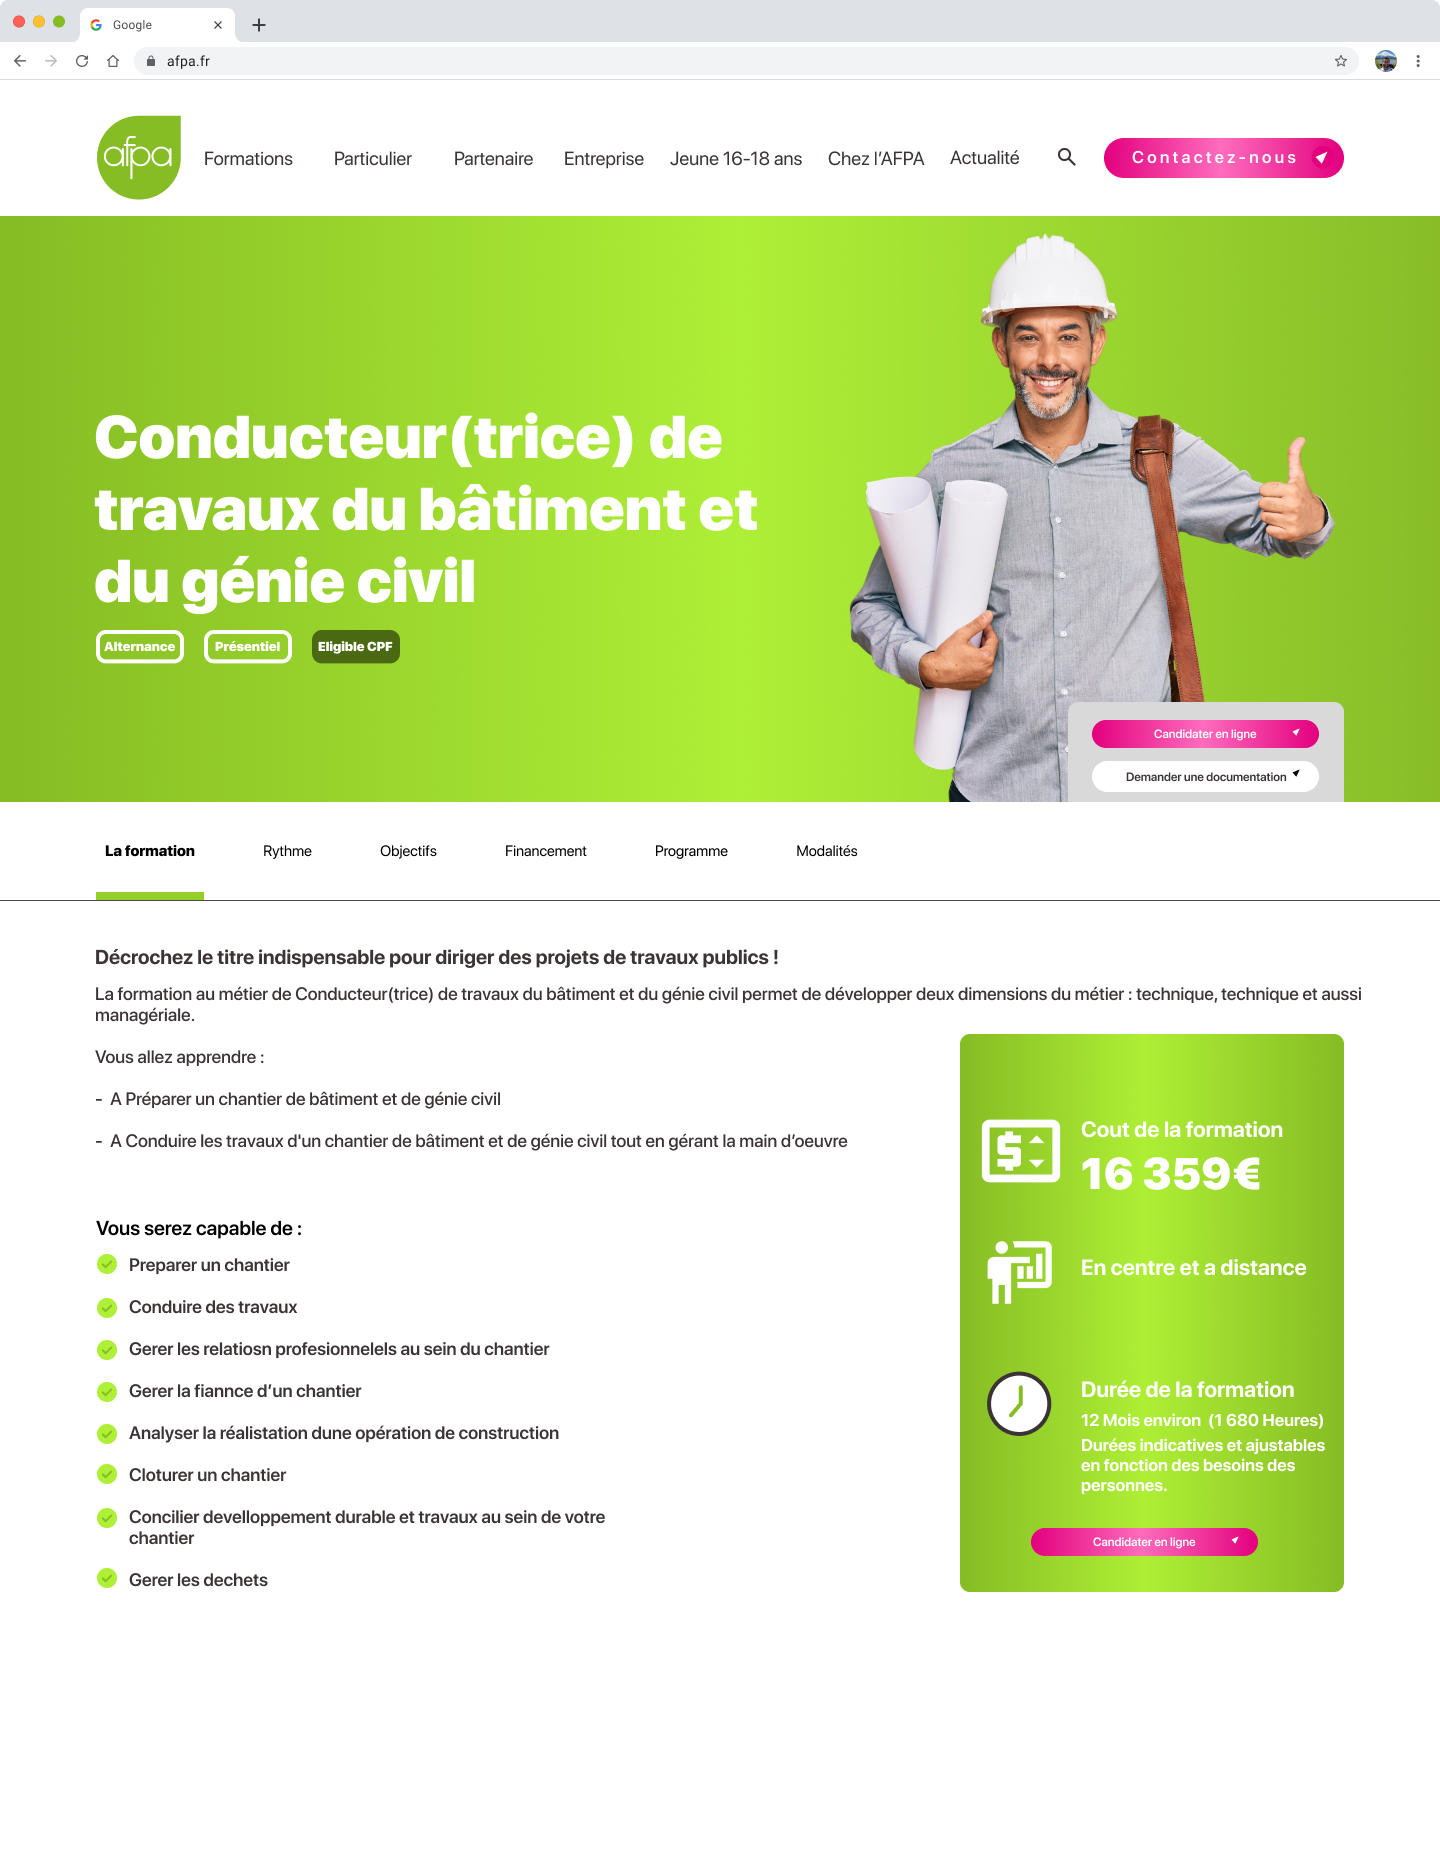 Google
afpa.fr
afpa
Formations
Particulier
Partenaire
Entreprise
Jeune 16-18 ans
Chez l’AFPA
Actualité
Contactez-nous
Conducteur(trice) de
travaux du bâtiment et
du génie civil
Alternance
Présentiel
Eligible CPF
Candidater en ligne
Demander une documentation
La formation
Rythme
Objectifs
Financement
Programme
Modalités
Décrochez le titre indispensable pour diriger des projets de travaux publics !
La formation au métier de Conducteur(trice) de travaux du bâtiment et du génie civil permet de développer deux dimensions du métier : technique, technique et aussi
managériale.
Vous allez apprendre :
- A Préparer un chantier de bâtiment et de génie civil
- A Conduire les travaux d'un chantier de bâtiment et de génie civil tout en gérant la main d’oeuvre
Vous serez capable de :
Preparer un chantier
Conduire des travaux
Gerer les relatiosn profesionnelels au sein du chantier
Gerer la fiannce d’un chantier
Analyser la réalistation dune opération de construction
Cloturer un chantier
Concilier develloppement durable et travaux au sein de votre
chantier
Gerer les dechets
Cout de la formation
16 359€
En centre et a distance
Durée de la formation
12 Mois environ (1 680 Heures)
Durées indicatives et ajustables
en fonction des besoins des
personnes.
Candidater en ligne